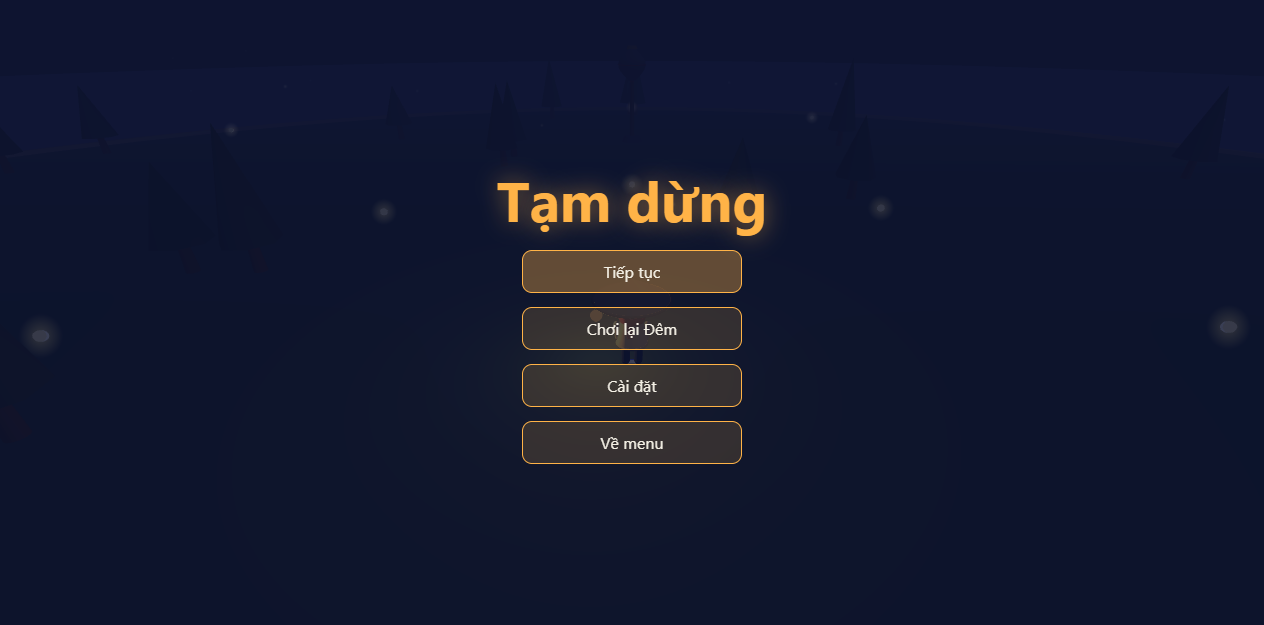 Tạm dừng
Tiếp tục
Chơi lại Đêm
Cài đặt
Về menu